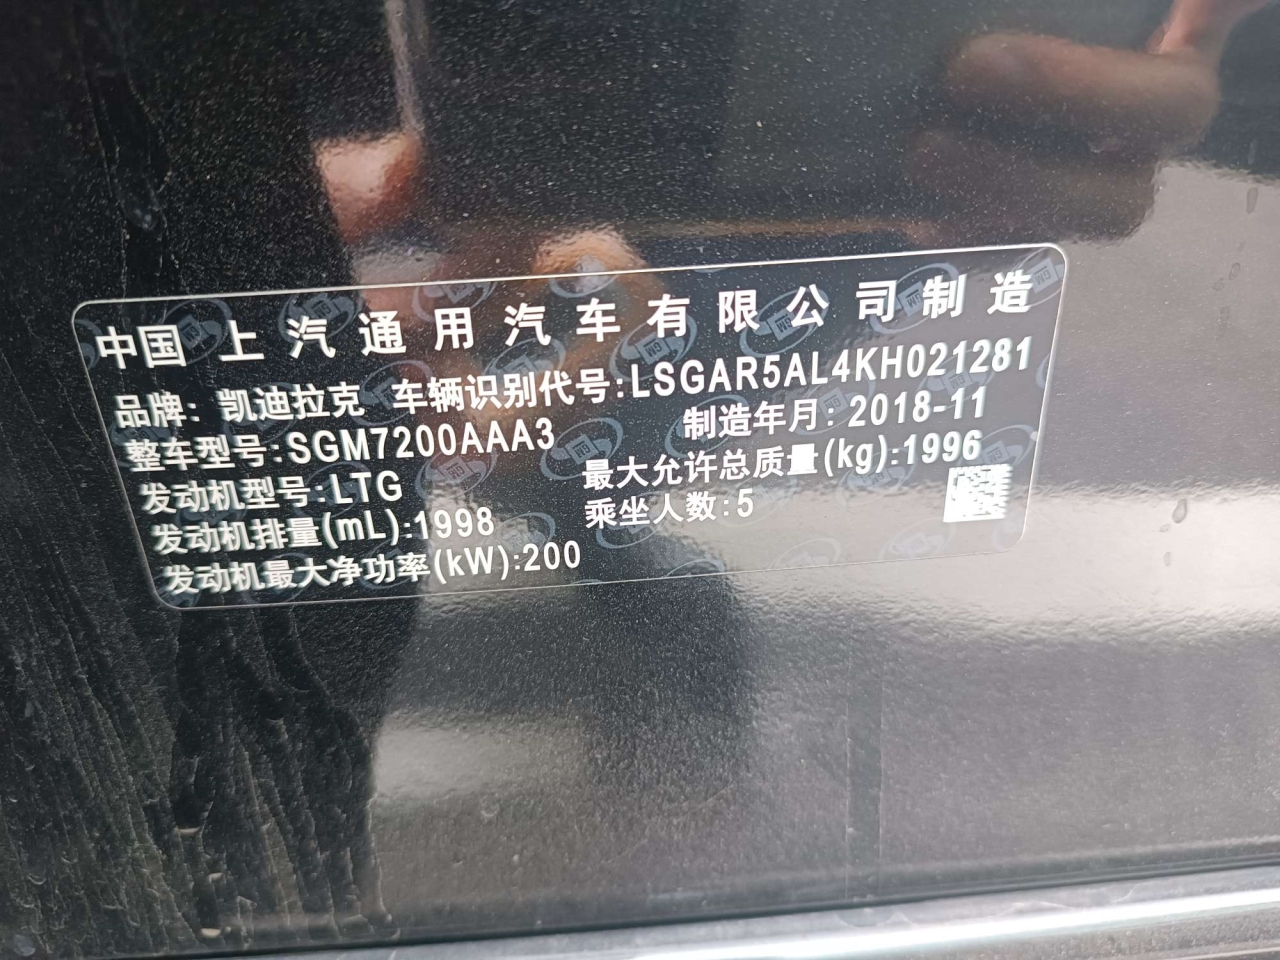 中国 上汽通用汽车有限公司制造
品牌: 凯迪拉克 车辆识别代号:LSGAR5AL4KH021281
整车型号:SGM7200AAA3 制造年月: 2018-11
发动机型号:LTG 最大允许总质量(kg):1996
发动机排量(mL):1998 乘坐人数:5
发动机最大净功率(kW):200